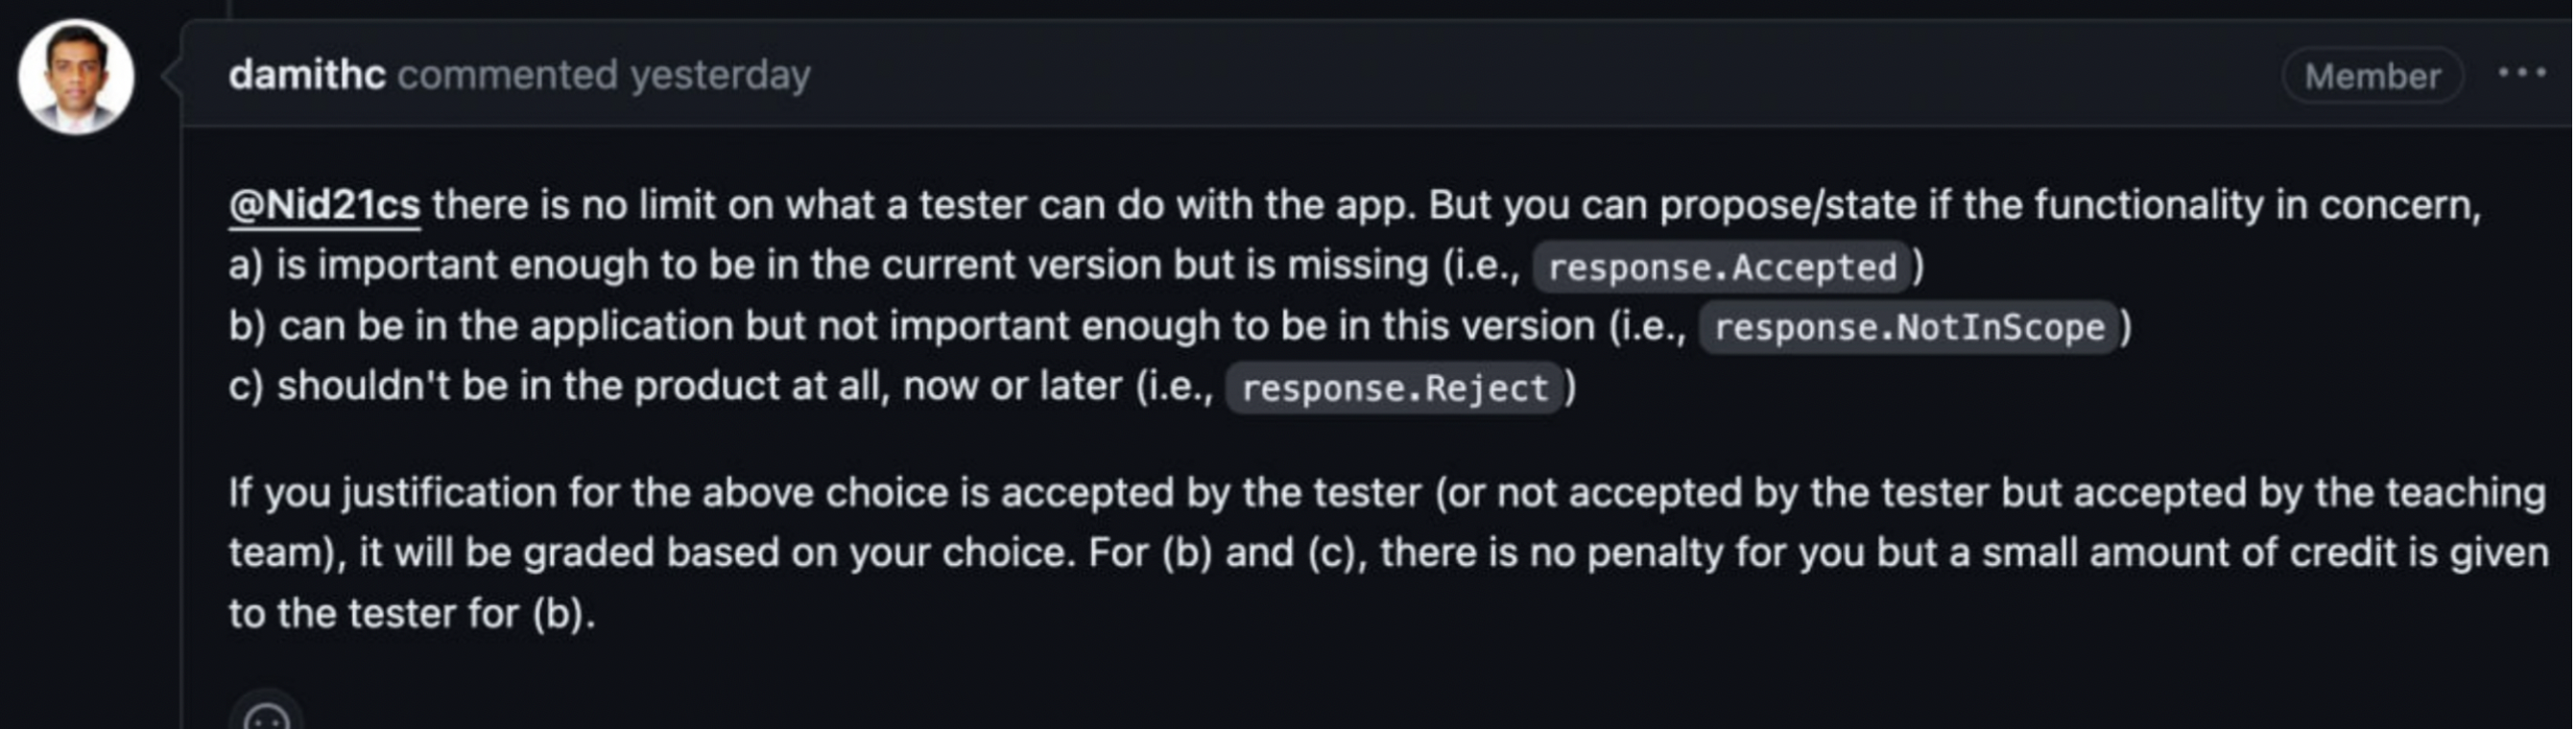 damithc commented yesterday
Member
@Nid21cs there is no limit on what a tester can do with the app. But you can propose/state if the functionality in concern,
a) is important enough to be in the current version but is missing (i.e., response.Accepted)
b) can be in the application but not important enough to be in this version (i.e., response.NotInScope)
c) shouldn't be in the product at all, now or later (i.e., response.Reject)
If you justification for the above choice is accepted by the tester (or not accepted by the tester but accepted by the teaching
team), it will be graded based on your choice. For (b) and (c), there is no penalty for you but a small amount of credit is given
to the tester for (b).